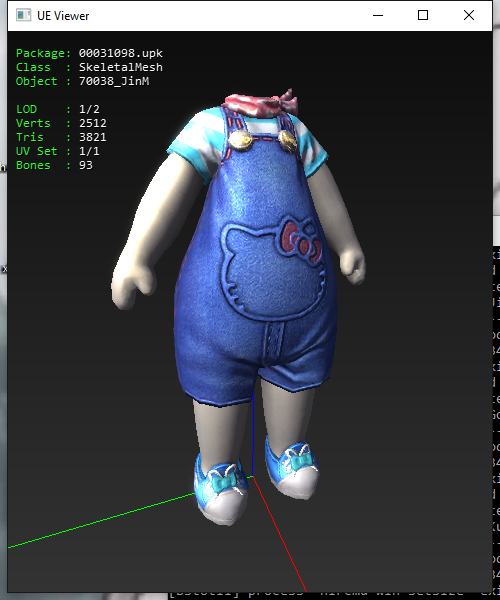 UE Viewer
Package: 00031098.upk
Class : SkeletalMesh
Object : 70038_JinM
LOD : 1/2
Verts : 2512
Tris : 3821
UV Set : 1/1
Bones : 93